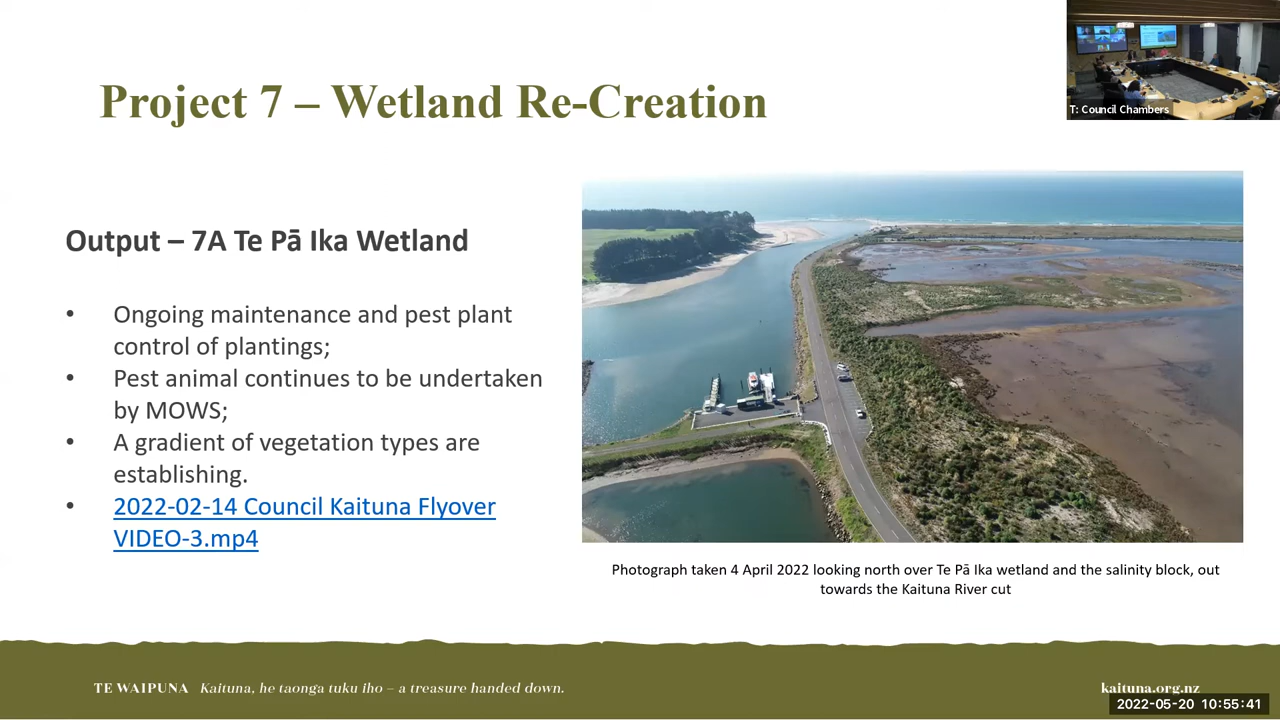 Project 7 – Wetland Re-Creation
T: Council Chambers
Output – 7A Te Pā Ika Wetland
• Ongoing maintenance and pest plant
control of plantings;
• Pest animal continues to be undertaken
by MOWS;
• A gradient of vegetation types are
establishing.
• 2022-02-14 Council Kaituna Flyover
VIDEO-3.mp4
Photograph taken 4 April 2022 looking north over Te Pā Ika wetland and the salinity block, out
towards the Kaituna River cut
TE WAIPUNA Kaituna, he taonga tuku iho – a treasure handed down.
kaituna.org.nz
2022-05-20 10:55:41